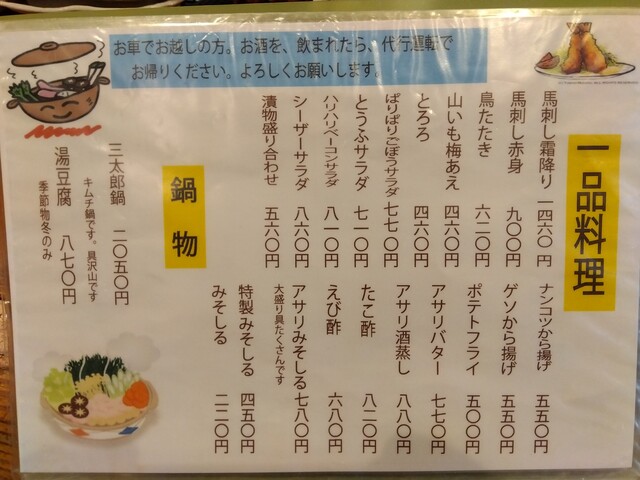 お車でお越しの方。お酒を、飲まれたら、代行運転で
お帰りください。よろしくお願いします。
一品料理
馬刺し霜降り 一四六〇円
馬刺し赤身 九〇〇円
鳥たたき 六二〇円
山いも梅あえ 四六〇円
とろろ 四六〇円
ぱりぱりごぼうサラダ 七七〇円
とうふサラダ 七一〇円
ハリハリベーコンサラダ 八一〇円
シーザーサラダ 八六〇円
漬物盛り合わせ 五六〇円
ナンコツから揚げ 五五〇円
ゲソから揚げ 五五〇円
ポテトフライ 五〇〇円
アサリバター 七七〇円
アサリ酒蒸し 八八〇円
たこ酢 八二〇円
えび酢 六八〇円
アサリみそしる 七八〇円
大盛り具たくさんです
特製みそしる 四五〇円
みそしる 二二〇円
鍋物
三太郎鍋 二〇五〇円
キムチ鍋です。具沢山です
湯豆腐 八七〇円
季節物冬のみ